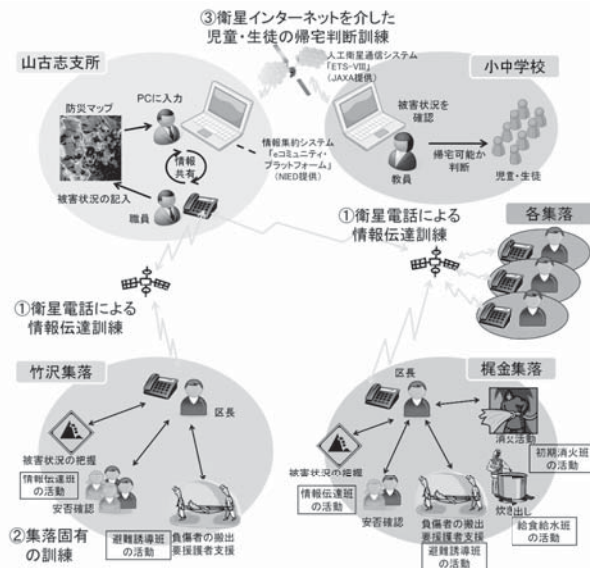 ③衛星インターネットを介した
児童・生徒の帰宅判断訓練
山古志支所
人工衛星通信システム
「ETS-Ⅷ」
(JAXA提供)
小中学校
防災マップ
PCに入力
被害状況を
確認
情報集約システム
「eコミュニティ・
プラットフォーム」
(NIED提供)
情報
共有
帰宅可能か
判断
教員
児童・生徒
被害状況の記入
職員
①衛星電話による
情報伝達訓練
各集落
①衛星電話による
情報伝達訓練
竹沢集落
区長
被害状況の把握
情報伝達班
の活動
安否確認
避難誘導班
の活動
負傷者の搬出
要援護者支援
②集落固有
の訓練
梶金集落
区長
消火活動
初期消火班
の活動
被害状況の把握
情報伝達班
の活動
安否確認
負傷者の搬出
要援護者支援
避難誘導班
の活動
炊き出し
給食給水班
の活動